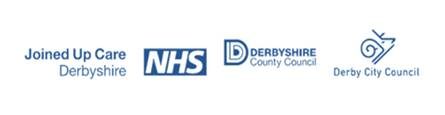 Joined Up Care
Derbyshire
NHS
DERBYSHIRE
County Council
Derby City Council